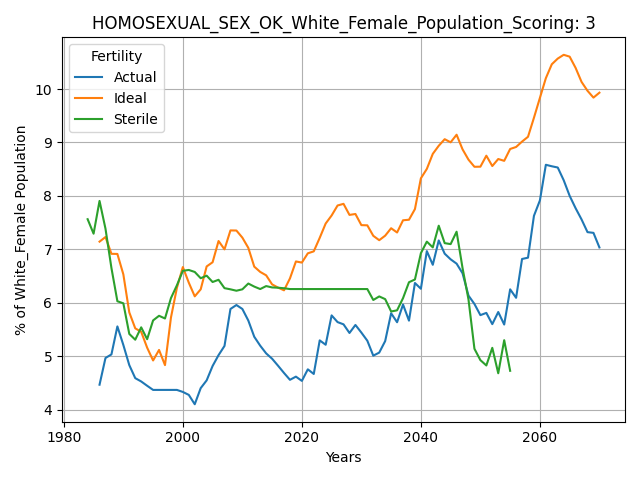 HOMOSEXUAL_SEX_OK_White_Female_Population_Scoring: 3
Fertility
Actual
Ideal
Sterile
% of White_Female Population
10
9
8
7
6
5
4
1980 2000 2020 2040 2060
Years